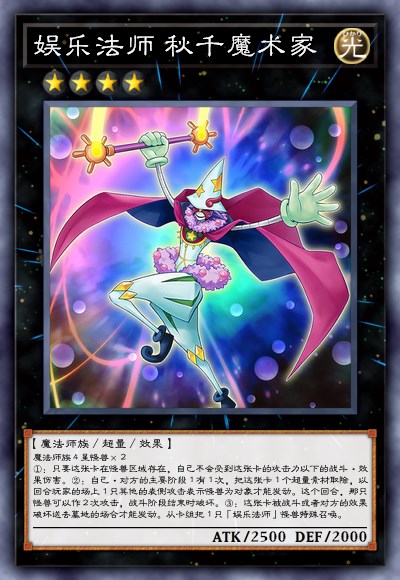 娱乐法师 秋千魔术家
光
【魔法师族/超量/效果】
魔法师族4星怪兽×2
①:只要这张卡在怪兽区域存在,自己不会受到这张卡的攻击力以下的战斗·效
果伤害。②:自己·对方的主要阶段1有1次,把这张卡1个超量素材取除,以
回合玩家的场上1只其他的表侧攻击表示怪兽为对象才能发动。这个回合,那只
怪兽可以作2次攻击,战斗阶段结束时破坏。③:这张卡被战斗或者对方的效果
破坏送去墓地的场合才能发动。从卡组把1只「娱乐法师」怪兽特殊召唤。
ATK/2500 DEF/2000